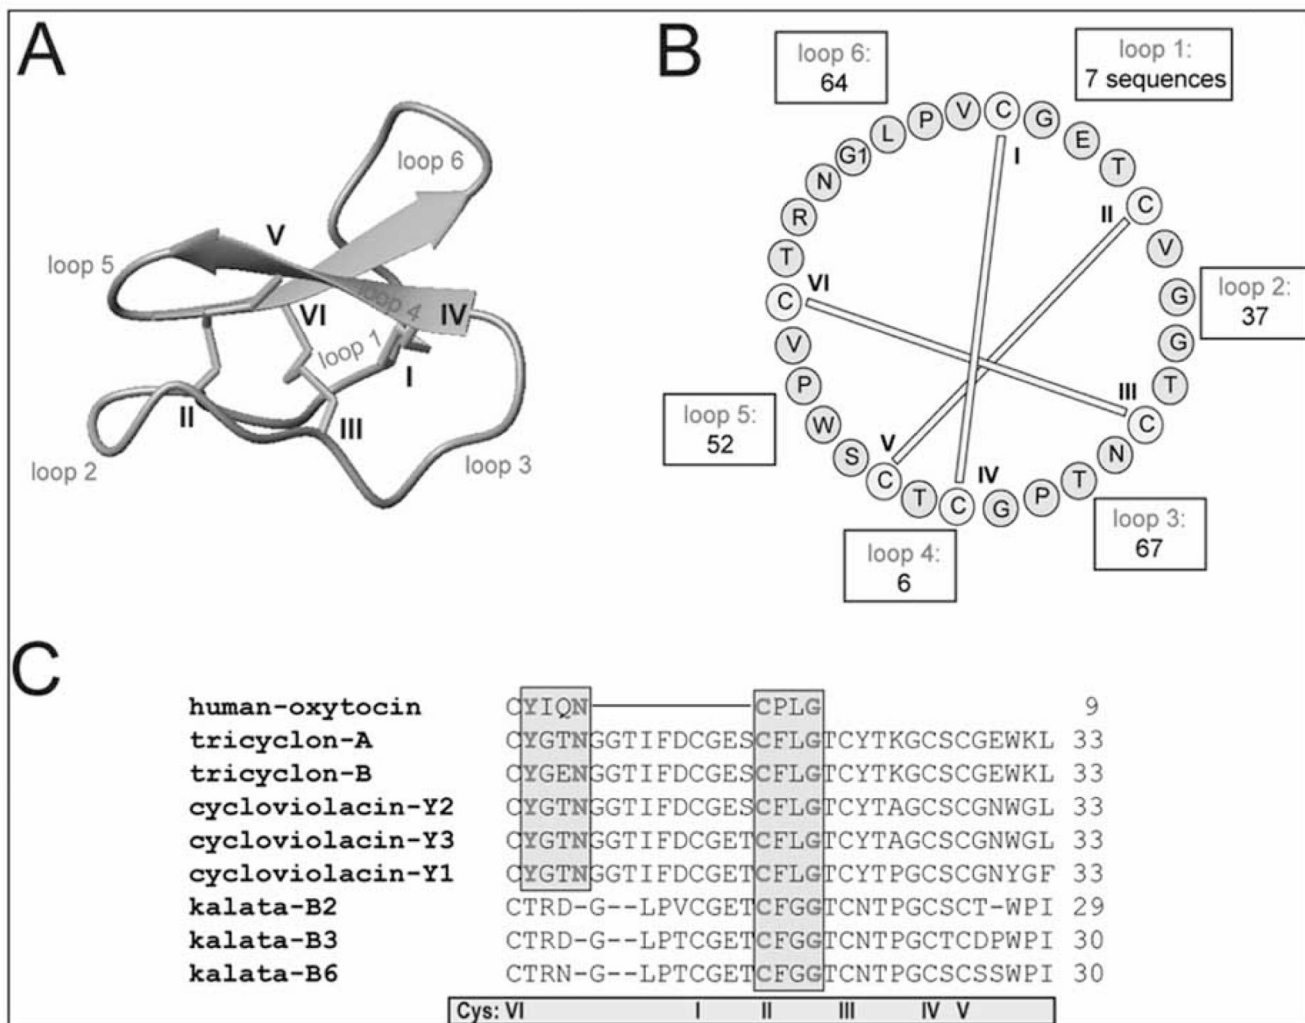 A
loop 6
V
loop 5
loop 4
VI
IV
loop 1
I
II
III
loop 2
loop 3
B
loop 6:
64
loop 1:
7 sequences
C G E T C V G G T C N T P G C T C S W P V C T R N G1 L P V
I
II
III
IV
V
VI
loop 2:
37
loop 3:
67
loop 4:
6
loop 5:
52
C
human-oxytocin CYIQN CPLG 9
tricyclon-A CYGTNGGTIFDCGESCFLGTCYTKGCSCGEWKL 33
tricyclon-B CYGENGGTIFDCGESCFLGTCYTKGCSCGEWKL 33
cycloviolacin-Y2 CYGTNGGTIFDCGESCFLGTCYTAGCSCGNWGL 33
cycloviolacin-Y3 CYGTNGGTIFDCGETCFLGTCYTAGCSCGNWGL 33
cycloviolacin-Y1 CYGTNGGTIFDCGETCFLGTCYTPGCSCGNYGF 33
kalata-B2 CTRD-G--LPVCGETCFGGTCNTPGCSCT-WPI 29
kalata-B3 CTRD-G--LPTCGETCFGGTCNTPGCTCDPWPI 30
kalata-B6 CTRN-G--LPTCGETCFGGTCNTPGCSCSSWPI 30
Cys: VI I II III IV V